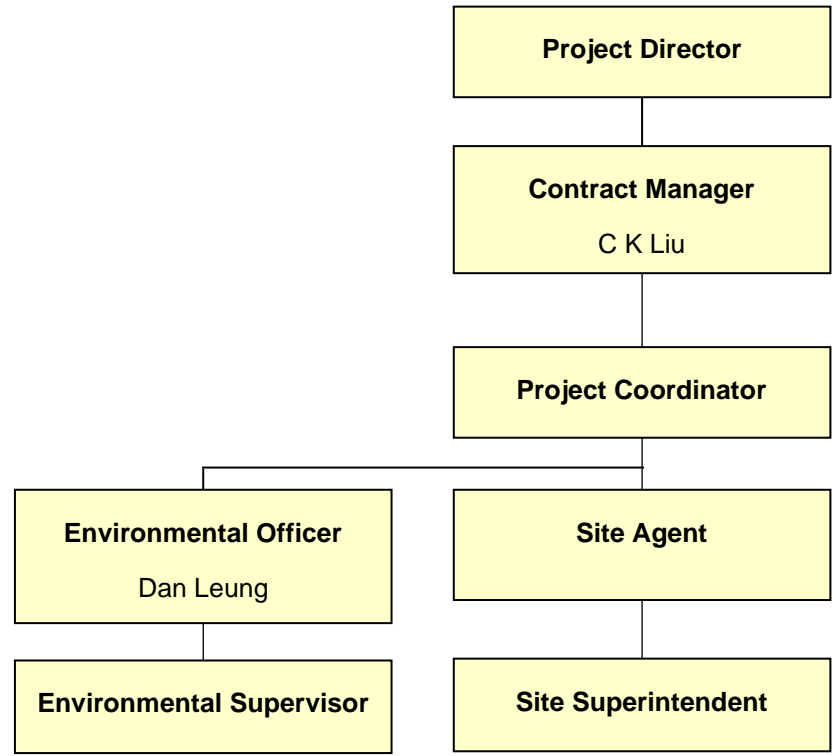 Project Director
Contract Manager
C K Liu
Project Coordinator
Environmental Officer
Dan Leung
Site Agent
Environmental Supervisor
Site Superintendent